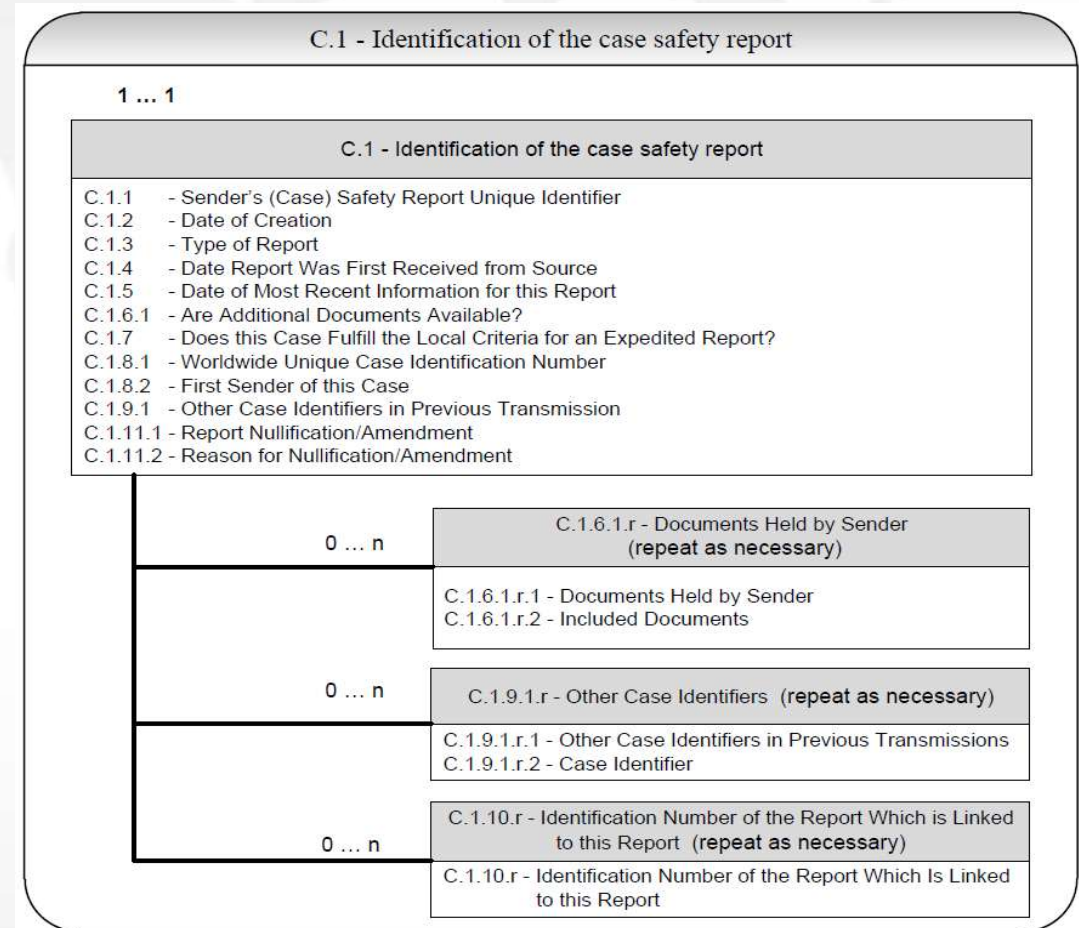 C.1 - Identification of the case safety report
1 ... 1
C.1 - Identification of the case safety report
C.1.1 - Sender's (Case) Safety Report Unique Identifier
C.1.2 - Date of Creation
C.1.3 - Type of Report
C.1.4 - Date Report Was First Received from Source
C.1.5 - Date of Most Recent Information for this Report
C.1.6.1 - Are Additional Documents Available?
C.1.7 - Does this Case Fulfill the Local Criteria for an Expedited Report?
C.1.8.1 - Worldwide Unique Case Identification Number
C.1.8.2 - First Sender of this Case
C.1.9.1 - Other Case Identifiers in Previous Transmission
C.1.11.1 - Report Nullification/Amendment
C.1.11.2 - Reason for Nullification/Amendment
0 ... n
C.1.6.1.r - Documents Held by Sender
(repeat as necessary)
C.1.6.1.r.1 - Documents Held by Sender
C.1.6.1.r.2 - Included Documents
0 ... n
C.1.9.1.r - Other Case Identifiers (repeat as necessary)
C.1.9.1.r.1 - Other Case Identifiers in Previous Transmissions
C.1.9.1.r.2 - Case Identifier
0 ... n
C.1.10.r - Identification Number of the Report Which is Linked
to this Report (repeat as necessary)
C.1.10.r - Identification Number of the Report Which Is Linked
to this Report